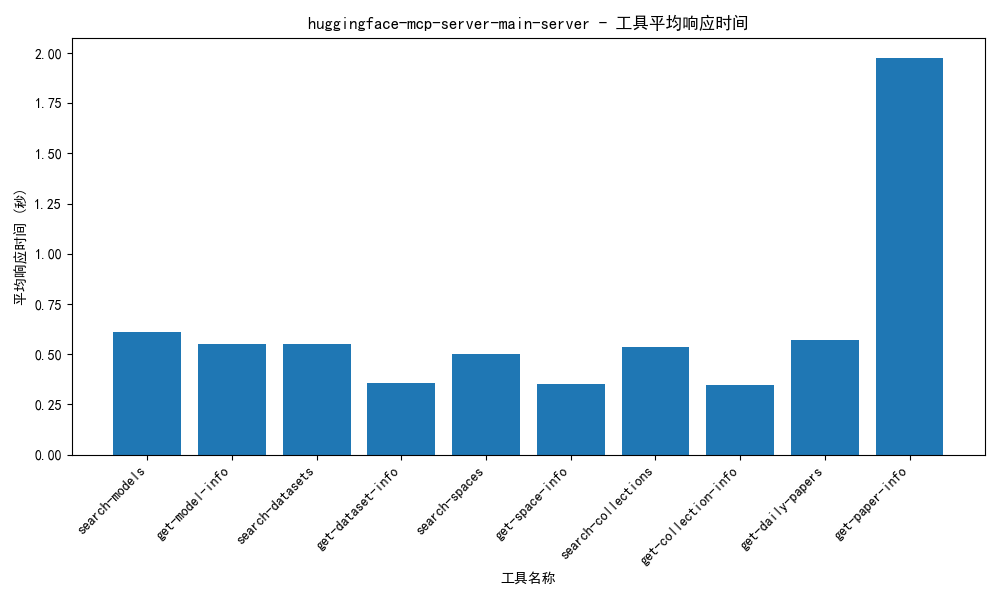 huggingface-mcp-server-main-server - 工具平均响应时间
平均响应时间 (秒)
2.00
1.75
1.50
1.25
1.00
0.75
0.50
0.25
0.00
search-models
get-model-info
search-datasets
get-dataset-info
search-spaces
get-space-info
search-collections
get-collection-info
get-daily-papers
get-paper-info
工具名称